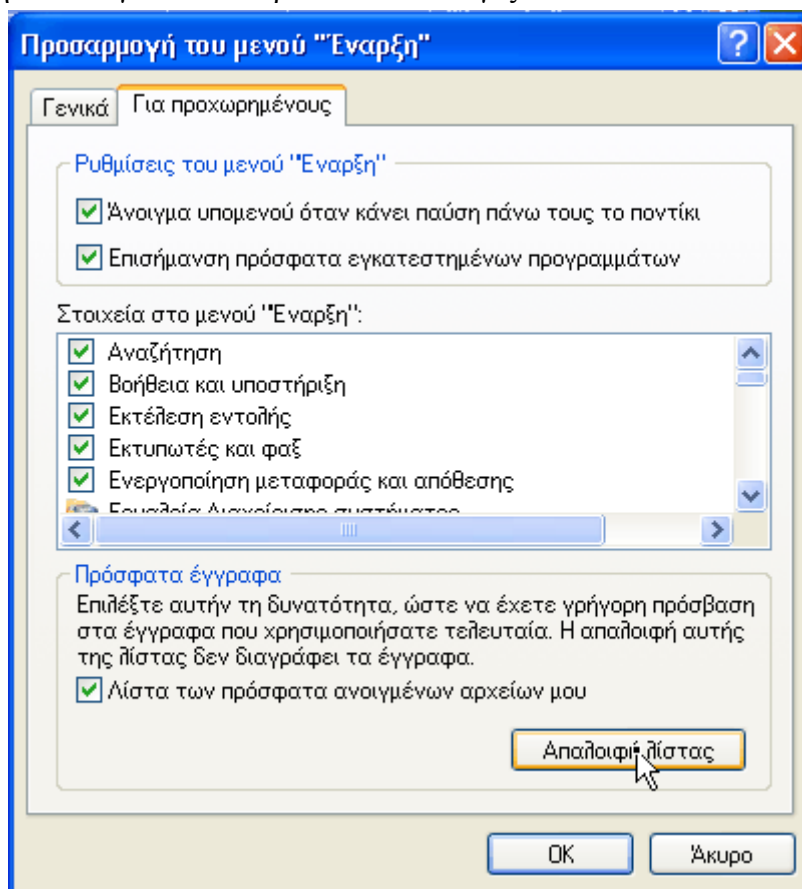 Προσαρμογή του μενού "Έναρξη"
Γενικά
Για προχωρημένους
Ρυθμίσεις του μενού "Έναρξη"
Άνοιγμα υπομενού όταν κάνει παύση πάνω τους το ποντίκι
Επισήμανση πρόσφατα εγκατεστημένων προγραμμάτων
Στοιχεία στο μενού "Έναρξη":
Αναζήτηση
Βοήθεια και υποστήριξη
Εκτέλεση εντολής
Εκτυπωτές και φαξ
Ενεργοποίηση μεταφοράς και απόθεσης
Εργαλεία Διαχείρισης συστήματος
Πρόσφατα έγγραφα
Επιλέξτε αυτήν τη δυνατότητα, ώστε να έχετε γρήγορη πρόσβαση
στα έγγραφα που χρησιμοποιήσατε τελευταία. Η απαλοιφή αυτής
της λίστας δεν διαγράφει τα έγγραφα.
Λίστα των πρόσφατα ανοιγμένων αρχείων μου
Απαλοιφή λίστας
OK
Άκυρο